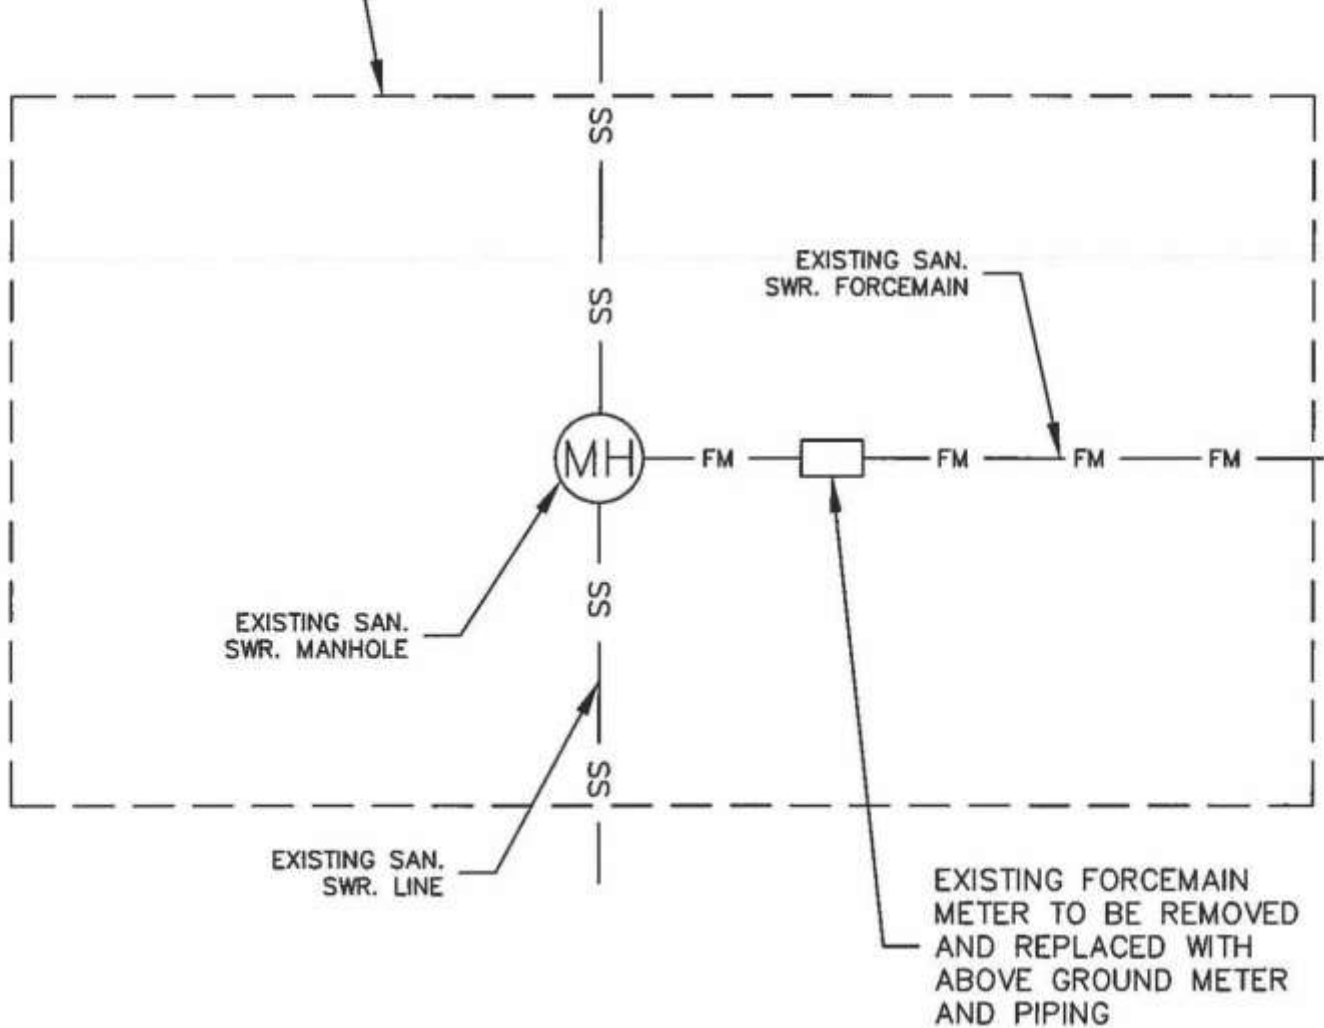 SS
EXISTING SAN.
SWR. FORCEMAIN
SS
MH
FM
FM
FM
FM
SS
EXISTING SAN.
SWR. MANHOLE
SS
EXISTING SAN.
SWR. LINE
EXISTING FORCEMAIN
METER TO BE REMOVED
AND REPLACED WITH
ABOVE GROUND METER
AND PIPING